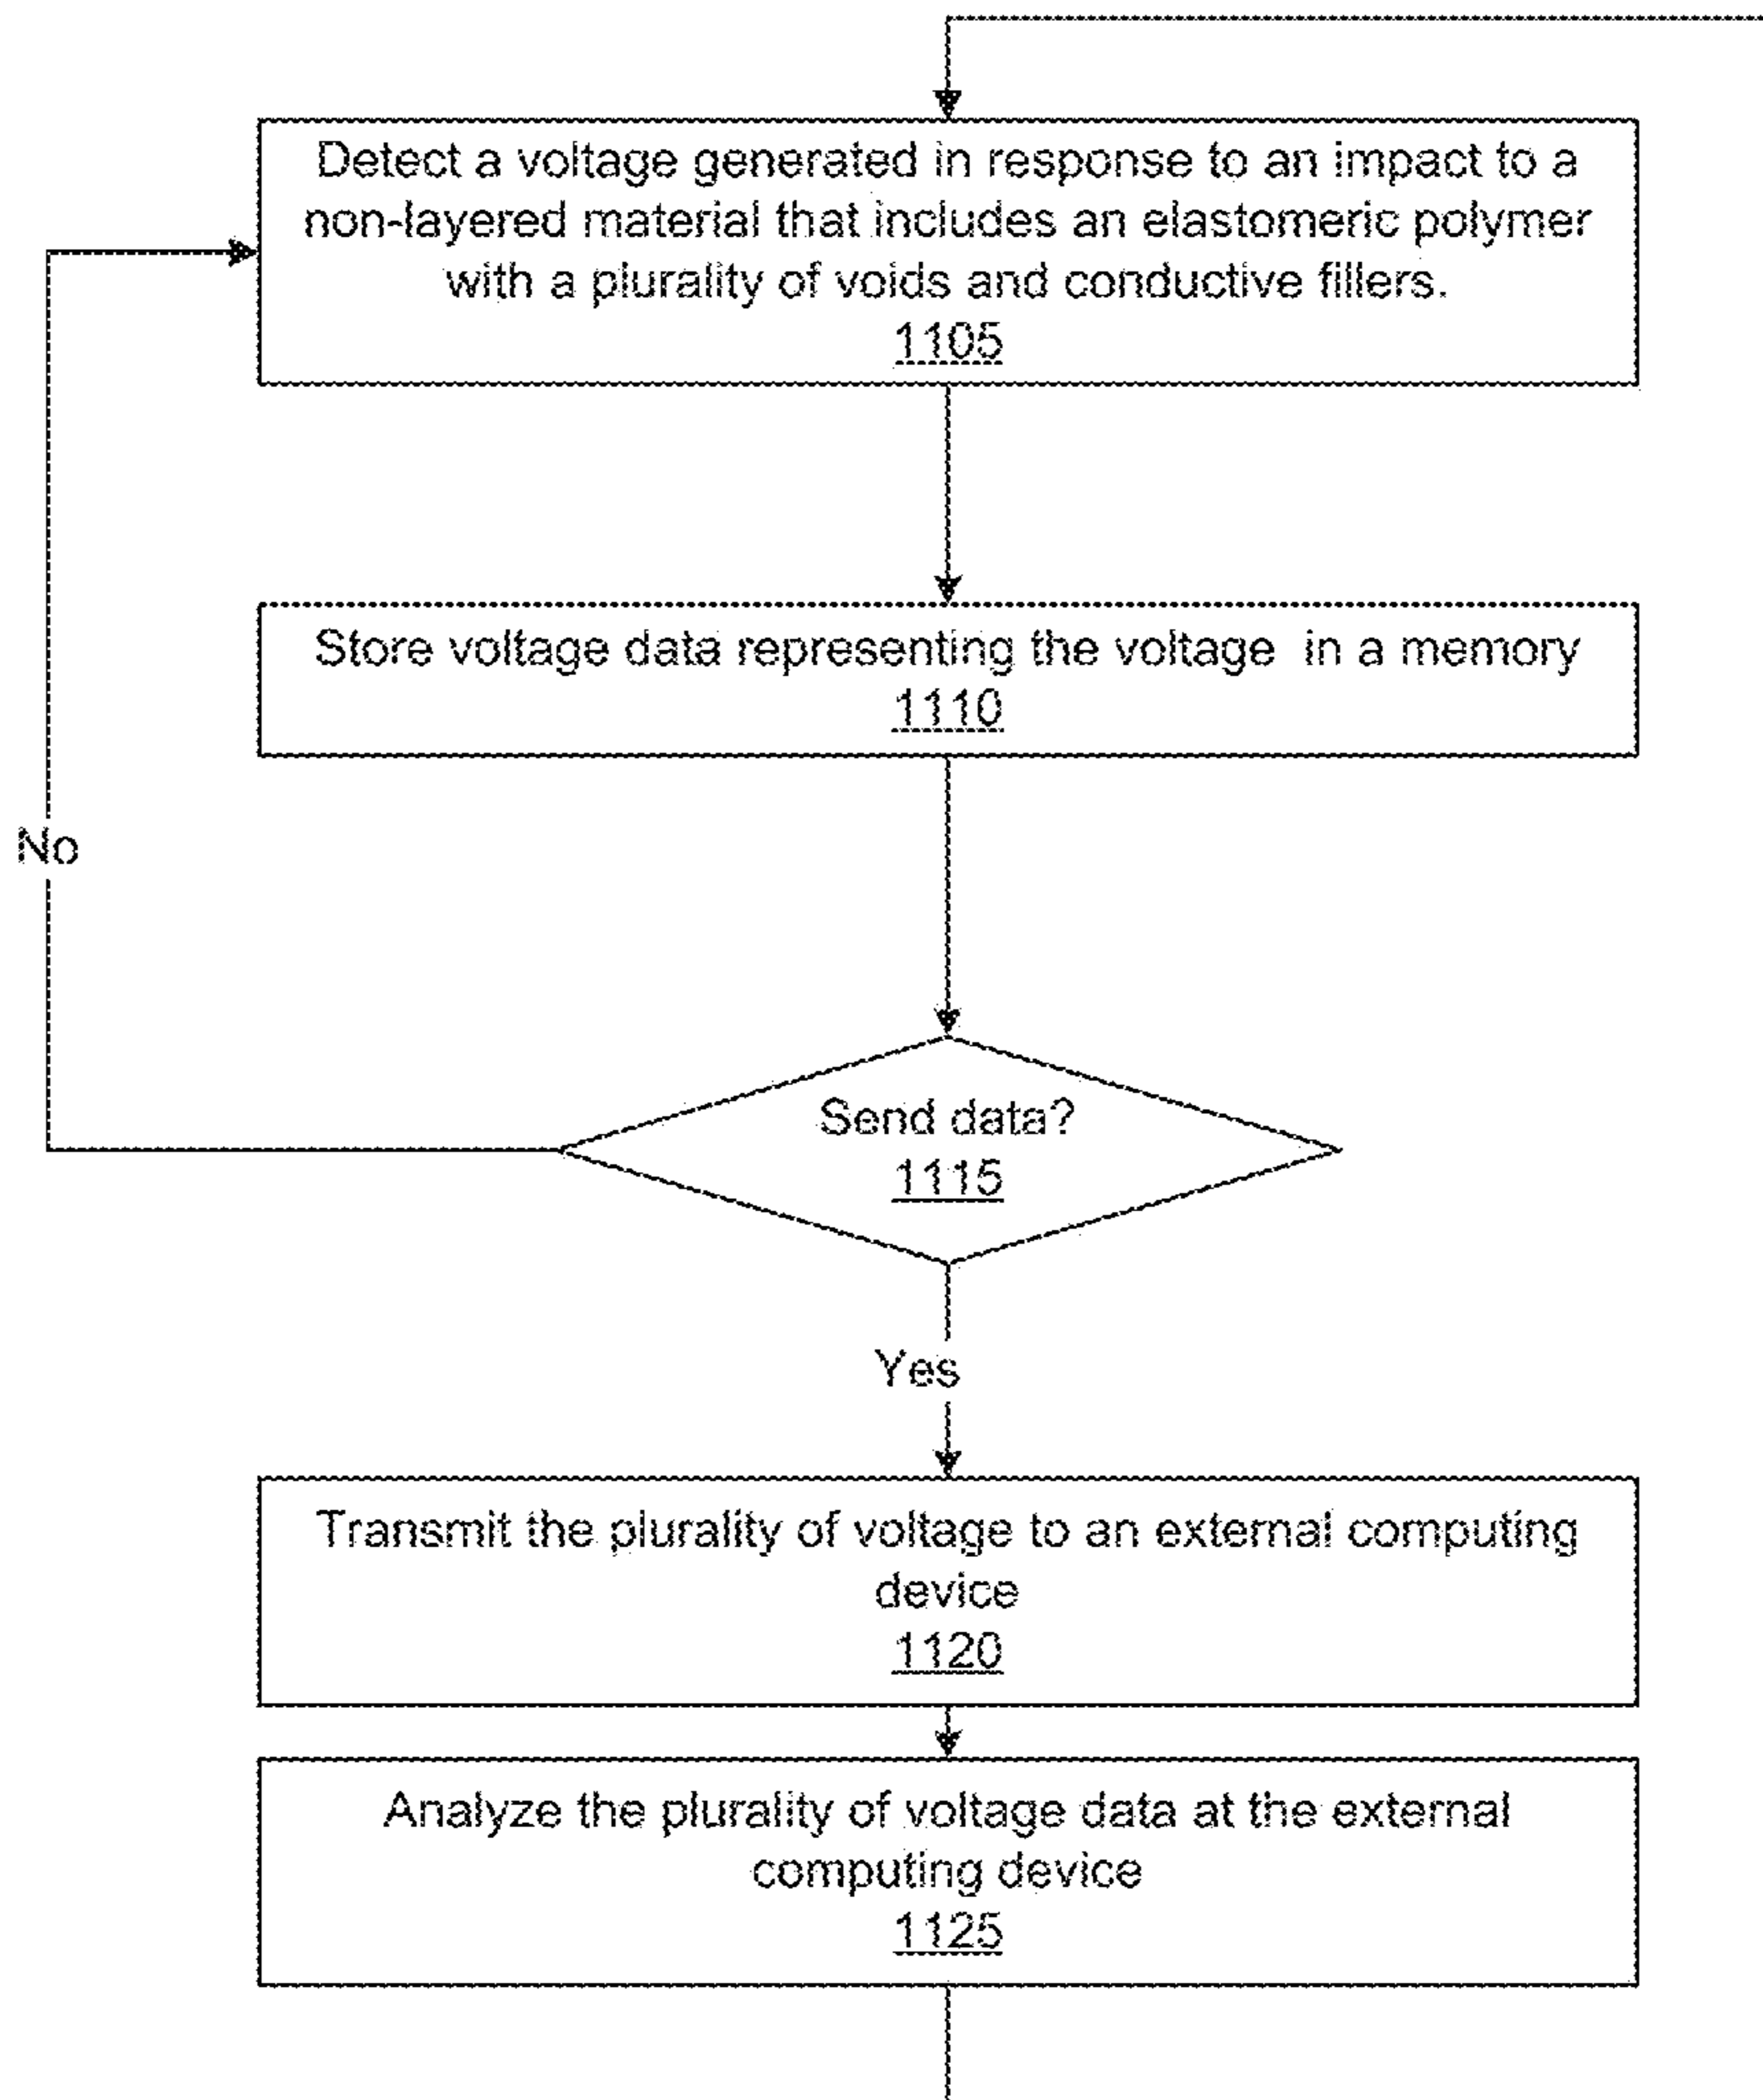 Detect a voltage generated in response to an impact to a
non-layered material that includes an elastomeric polymer
with a plurality of voids and conductive fillers.
1105
Store voltage data representing the voltage in a memory
1110
No
Send data?
1115
Yes
Transmit the plurality of voltage to an external computing
device
1120
Analyze the plurality of voltage data at the external
computing device
1125